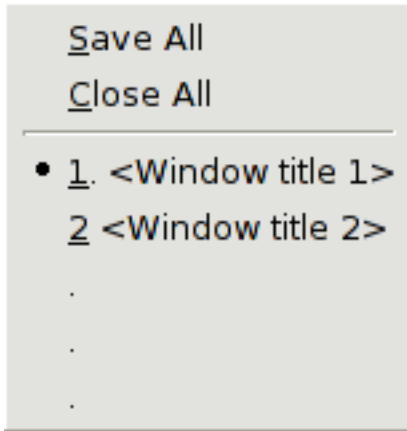 Save All
Close All
• 1. <Window title 1>
2 <Window title 2>
.
.
.